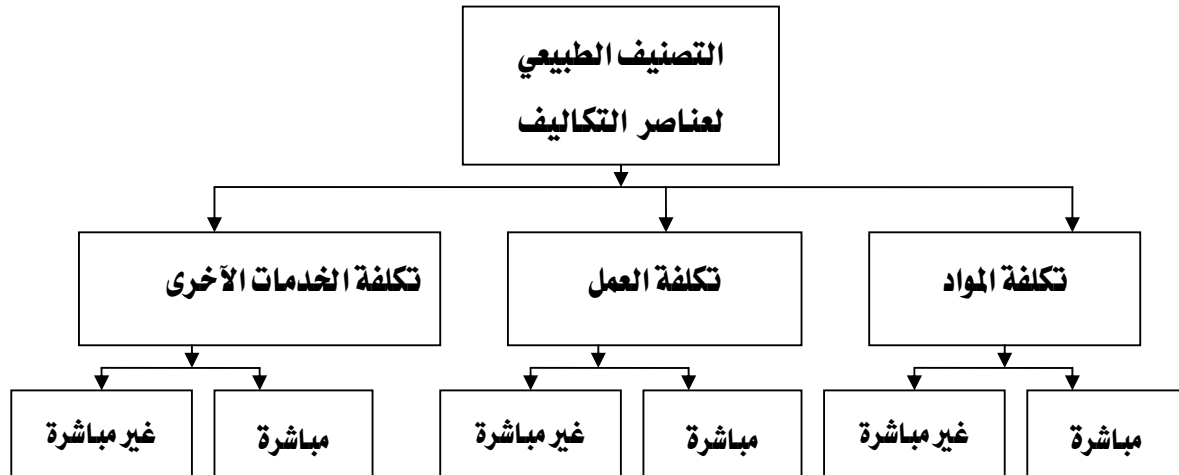 التصنيف الطبيعي
لعناصر التكاليف
تكلفة المواد
تكلفة العمل
تكلفة الخدمات الآخرى
مباشرة
غير مباشرة
مباشرة
غير مباشرة
مباشرة
غير مباشرة